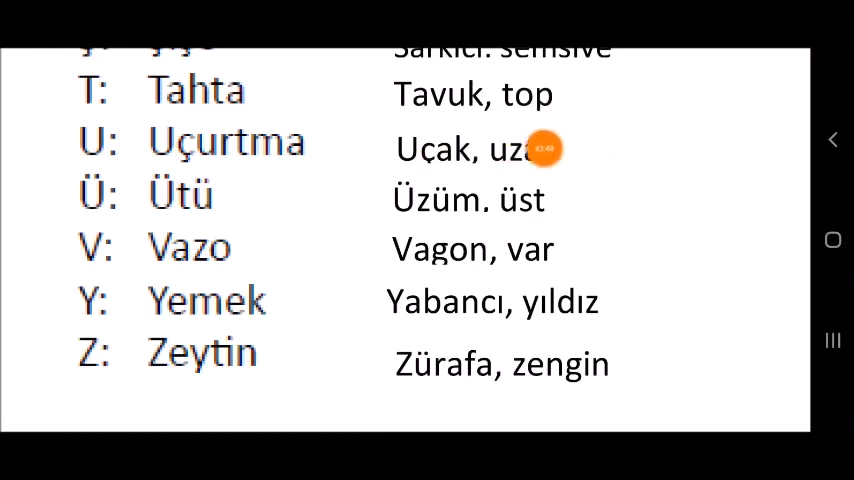 T: Tahta Tavuk, top
U: Uçurtma Uçak,
Ü: Ütü Üzüm, üst
V: Vazo Vagon, var
Y: Yemek Yabancı, yıldız
Z: Zeytin Zürafa, zengin